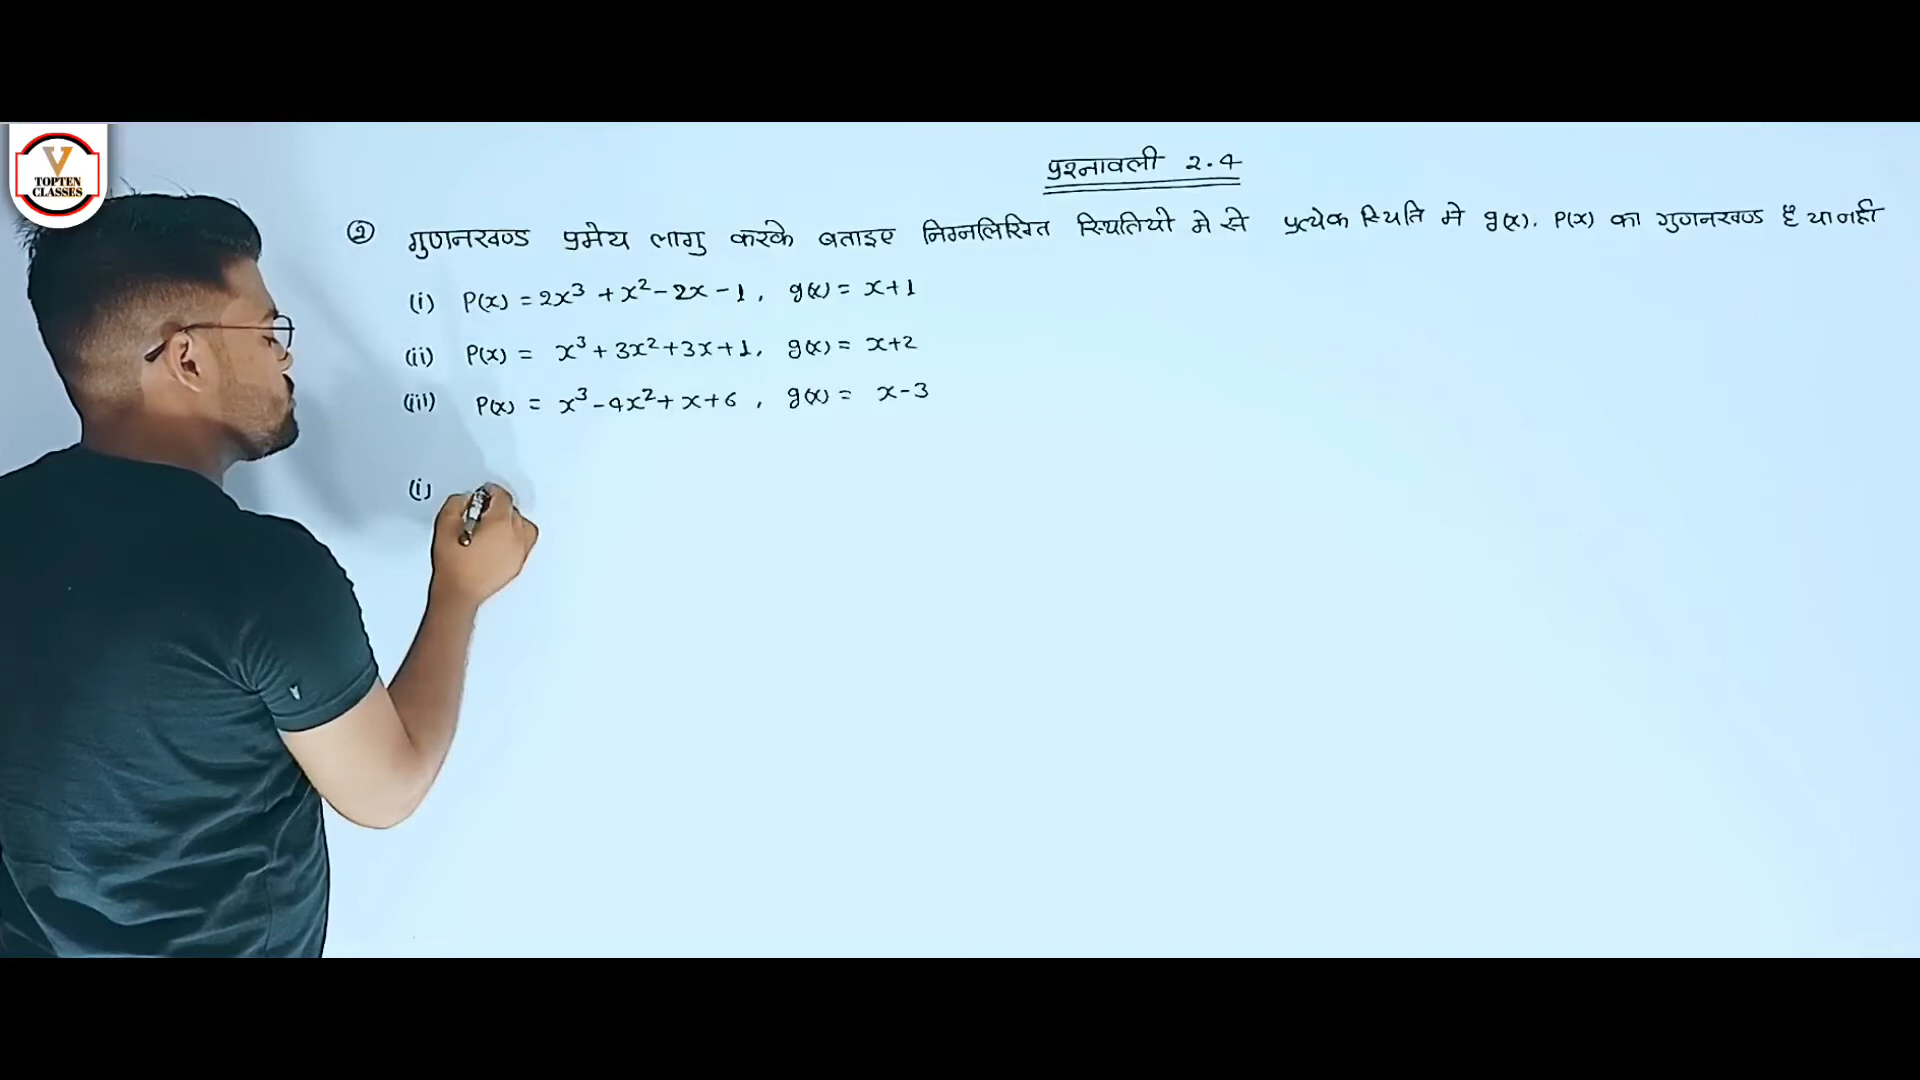 V
TOPTEN
CLASSES
प्रश्नावली 2.4
② गुणनखण्ड प्रमेय लागु करके बताइए निम्नलिखित स्थितियो मे से प्रत्येक स्थिति मे g(x), P(x) का गुणनखण्ड है या नही
(i) P(x) = 2x³ + x² - 2x - 1, g(x) = x+1
(ii) P(x) = x³ + 3x² + 3x + 1, g(x) = x+2
(iii) P(x) = x³ - 4x² + x + 6, g(x) = x-3
(i)